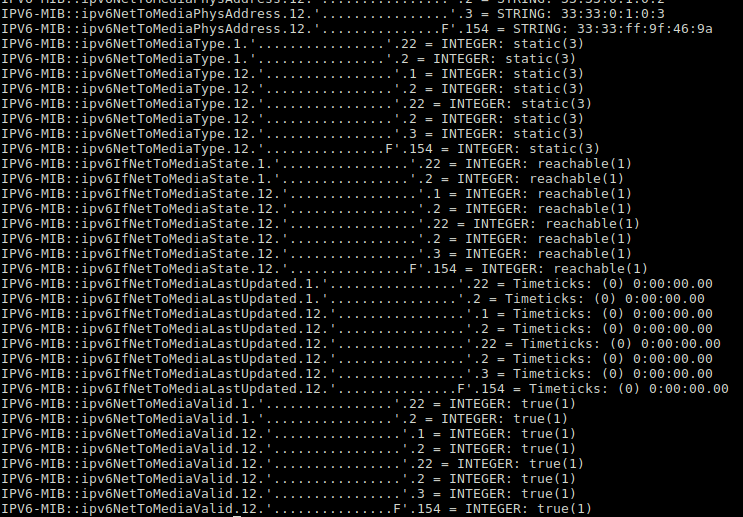 IPV6-MIB::ipv6NetToMediaPhysAddress.12.'................'.2 = STRING: 33:33:0:1:0:2
IPV6-MIB::ipv6NetToMediaPhysAddress.12.'................'.3 = STRING: 33:33:0:1:0:3
IPV6-MIB::ipv6NetToMediaPhysAddress.12.'...............F'.154 = STRING: 33:33:ff:9f:46:9a
IPV6-MIB::ipv6NetToMediaType.1.'................'.22 = INTEGER: static(3)
IPV6-MIB::ipv6NetToMediaType.1.'................'.2 = INTEGER: static(3)
IPV6-MIB::ipv6NetToMediaType.12.'................'.1 = INTEGER: static(3)
IPV6-MIB::ipv6NetToMediaType.12.'................'.2 = INTEGER: static(3)
IPV6-MIB::ipv6NetToMediaType.12.'................'.22 = INTEGER: static(3)
IPV6-MIB::ipv6NetToMediaType.12.'................'.2 = INTEGER: static(3)
IPV6-MIB::ipv6NetToMediaType.12.'................'.3 = INTEGER: static(3)
IPV6-MIB::ipv6NetToMediaType.12.'...............F'.154 = INTEGER: static(3)
IPV6-MIB::ipv6IfNetToMediaState.1.'................'.22 = INTEGER: reachable(1)
IPV6-MIB::ipv6IfNetToMediaState.1.'................'.2 = INTEGER: reachable(1)
IPV6-MIB::ipv6IfNetToMediaState.12.'................'.1 = INTEGER: reachable(1)
IPV6-MIB::ipv6IfNetToMediaState.12.'................'.2 = INTEGER: reachable(1)
IPV6-MIB::ipv6IfNetToMediaState.12.'................'.22 = INTEGER: reachable(1)
IPV6-MIB::ipv6IfNetToMediaState.12.'................'.2 = INTEGER: reachable(1)
IPV6-MIB::ipv6IfNetToMediaState.12.'................'.3 = INTEGER: reachable(1)
IPV6-MIB::ipv6IfNetToMediaState.12.'...............F'.154 = INTEGER: reachable(1)
IPV6-MIB::ipv6IfNetToMediaLastUpdated.1.'................'.22 = Timeticks: (0) 0:00:00.00
IPV6-MIB::ipv6IfNetToMediaLastUpdated.1.'................'.2 = Timeticks: (0) 0:00:00.00
IPV6-MIB::ipv6IfNetToMediaLastUpdated.12.'................'.1 = Timeticks: (0) 0:00:00.00
IPV6-MIB::ipv6IfNetToMediaLastUpdated.12.'................'.2 = Timeticks: (0) 0:00:00.00
IPV6-MIB::ipv6IfNetToMediaLastUpdated.12.'................'.22 = Timeticks: (0) 0:00:00.00
IPV6-MIB::ipv6IfNetToMediaLastUpdated.12.'................'.2 = Timeticks: (0) 0:00:00.00
IPV6-MIB::ipv6IfNetToMediaLastUpdated.12.'................'.3 = Timeticks: (0) 0:00:00.00
IPV6-MIB::ipv6IfNetToMediaLastUpdated.12.'...............F'.154 = Timeticks: (0) 0:00:00.00
IPV6-MIB::ipv6NetToMediaValid.1.'................'.22 = INTEGER: true(1)
IPV6-MIB::ipv6NetToMediaValid.1.'................'.2 = INTEGER: true(1)
IPV6-MIB::ipv6NetToMediaValid.12.'................'.1 = INTEGER: true(1)
IPV6-MIB::ipv6NetToMediaValid.12.'................'.2 = INTEGER: true(1)
IPV6-MIB::ipv6NetToMediaValid.12.'................'.22 = INTEGER: true(1)
IPV6-MIB::ipv6NetToMediaValid.12.'................'.2 = INTEGER: true(1)
IPV6-MIB::ipv6NetToMediaValid.12.'................'.3 = INTEGER: true(1)
IPV6-MIB::ipv6NetToMediaValid.12.'...............F'.154 = INTEGER: true(1)